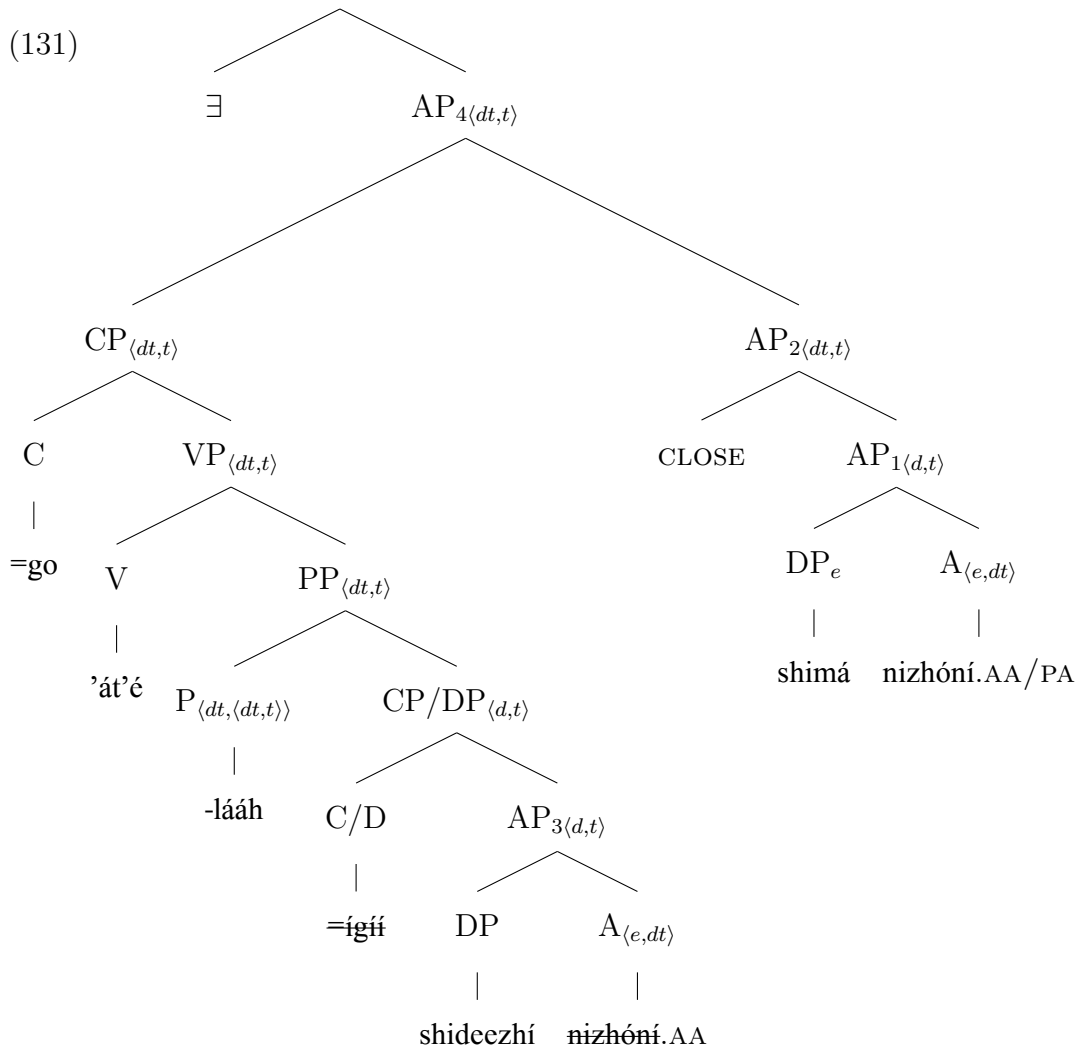 (131)
∃ AP₄⟨dt,t⟩
CP⟨dt,t⟩ AP₂⟨dt,t⟩
C VP⟨dt,t⟩ CLOSE AP₁⟨d,t⟩
=go V PP⟨dt,t⟩ DPₑ A⟨e,dt⟩
’át’é P⟨dt,⟨dt,t⟩⟩ CP/DP⟨d,t⟩ shimá nizhóní.AA/PA
-lááh C/D AP₃⟨d,t⟩
=ígíí DP A⟨e,dt⟩
shideezhí nizhóní.AA